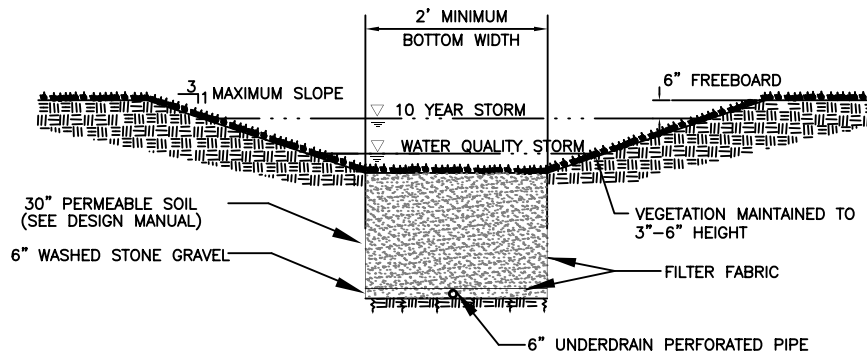 2' MINIMUM
BOTTOM WIDTH
3
1
MAXIMUM SLOPE
6" FREEBOARD
10 YEAR STORM
WATER QUALITY STORM
30" PERMEABLE SOIL
(SEE DESIGN MANUAL)
VEGETATION MAINTAINED TO
3"-6" HEIGHT
6" WASHED STONE GRAVEL
FILTER FABRIC
6" UNDERDRAIN PERFORATED PIPE